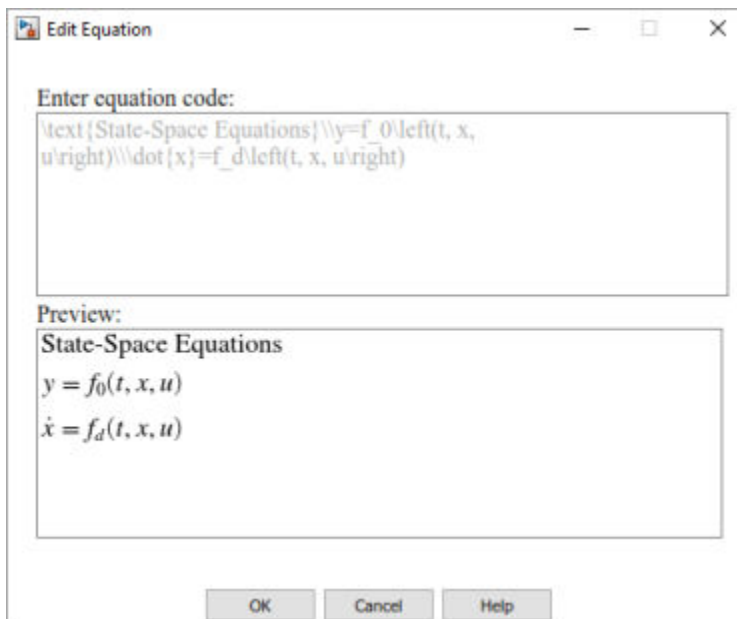 Edit Equation
Enter equation code:
\text{State-Space Equations}\\y=f_0\left(t, x,
u\right)\\\dot{x}=f_d\left(t, x, u\right)
Preview:
State-Space Equations
y = f₀(t, x, u)
ẋ = f_d(t, x, u)
OK Cancel Help